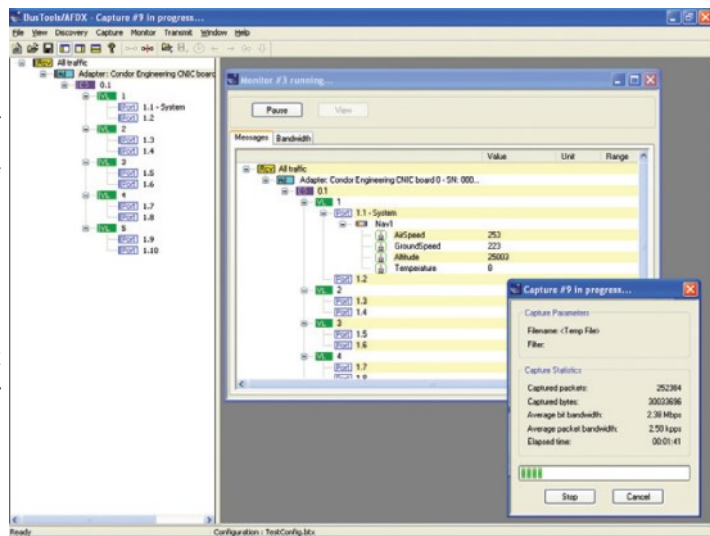 BusTools/AFDX - Capture #9 in progress...
File View Discovery Capture Monitor Transmit Window Help
All traffic
Adapter: Condor Engineering CNIC board
0.1
VL 1
Port 1.1 - System
Port 1.2
VL 2
Port 1.3
Port 1.4
VL 3
Port 1.5
Port 1.6
VL 4
Port 1.7
Port 1.8
VL 5
Port 1.9
Port 1.10
Monitor #3 running...
Pause View
Messages Bandwidth
Value Unit Range
All traffic
Adapter: Condor Engineering CNIC board 0 - SN: 000...
0.1
VL 1
Port 1.1 - System
Nav1
AirSpeed 253
GroundSpeed 223
Altitude 25003
Temperature 0
Port 1.2
VL 2
Port 1.3
Port 1.4
VL 3
Port 1.5
Port 1.6
VL 4
Port 1.7
Port 1.8
Capture #9 in progress...
Capture Parameters
Filename: <Temp File>
Filter:
Capture Statistics
Captured packets: 252384
Captured bytes: 30033696
Average bit bandwidth: 2.38 Mbps
Average packet bandwidth: 2.50 kpps
Elapsed time: 00:01:41
Stop Cancel
Ready Configuration : TestConfig.btx